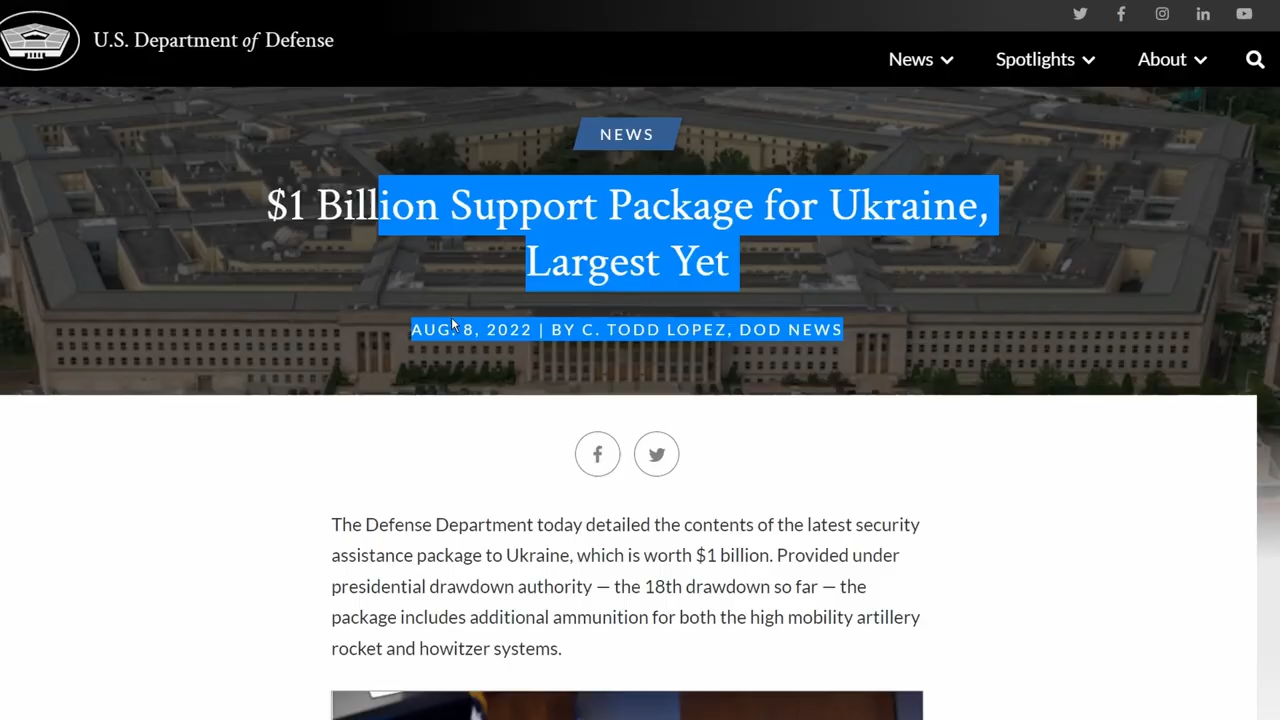 U.S. Department of Defense
News
Spotlights
About
NEWS
$1 Billion Support Package for Ukraine,
Largest Yet
AUG. 8, 2022 | BY C. TODD LOPEZ, DOD NEWS
The Defense Department today detailed the contents of the latest security
assistance package to Ukraine, which is worth $1 billion. Provided under
presidential drawdown authority — the 18th drawdown so far — the
package includes additional ammunition for both the high mobility artillery
rocket and howitzer systems.